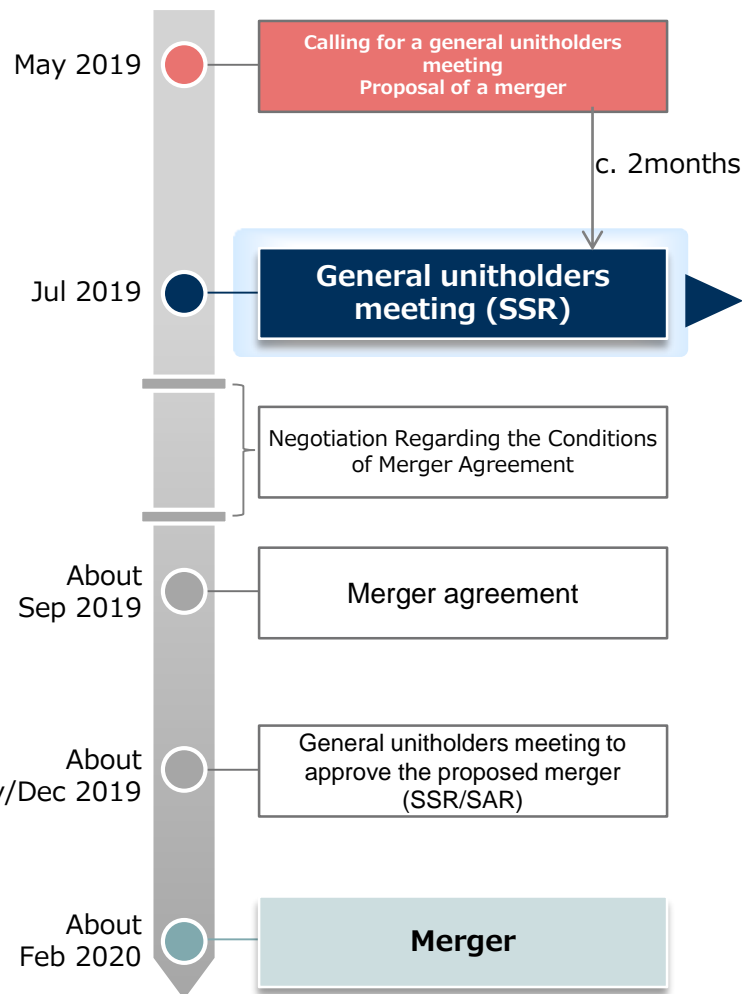 May 2019
Calling for a general unitholders
meeting
Proposal of a merger
c. 2months
Jul 2019
General unitholders
meeting (SSR)
Negotiation Regarding the Conditions
of Merger Agreement
About
Sep 2019
Merger agreement
About
/Dec 2019
General unitholders meeting to
approve the proposed merger
(SSR/SAR)
About
Feb 2020
Merger